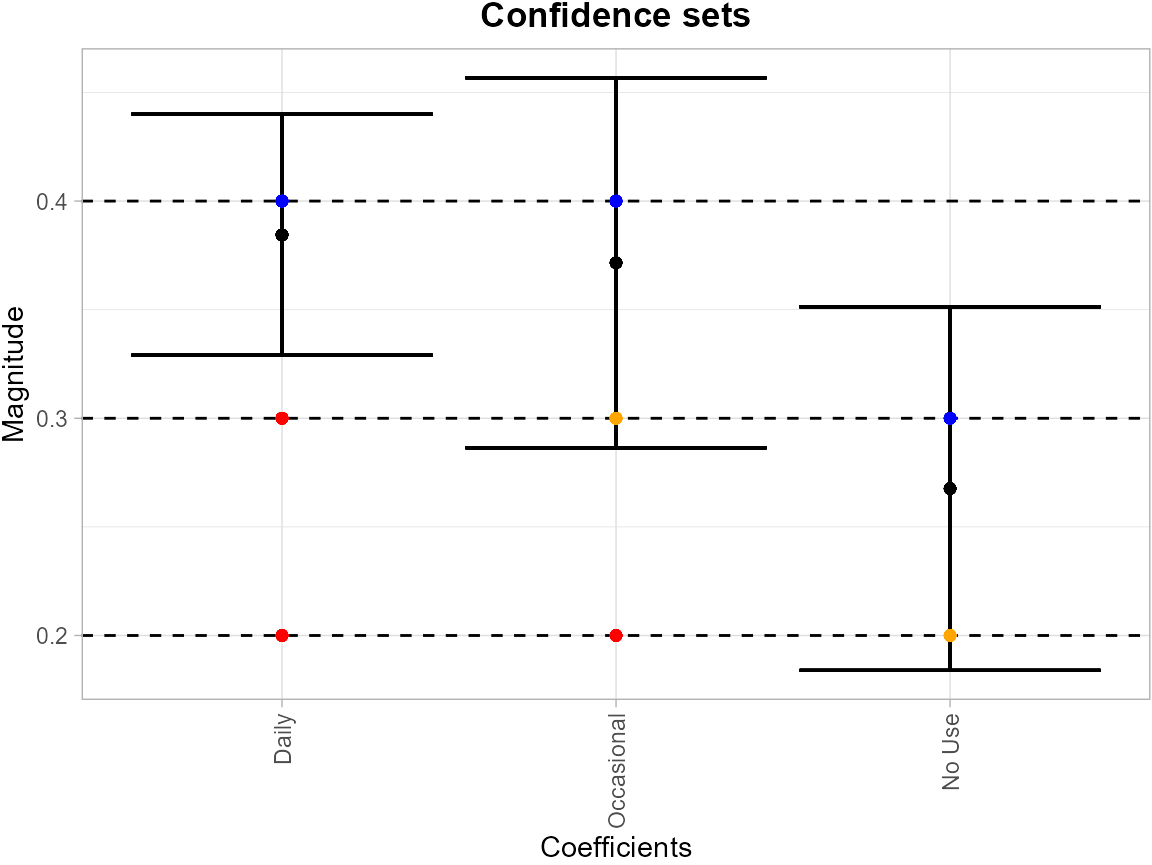 Confidence sets
Magnitude
0.4
0.3
0.2
Daily
Occasional
No Use
Coefficients